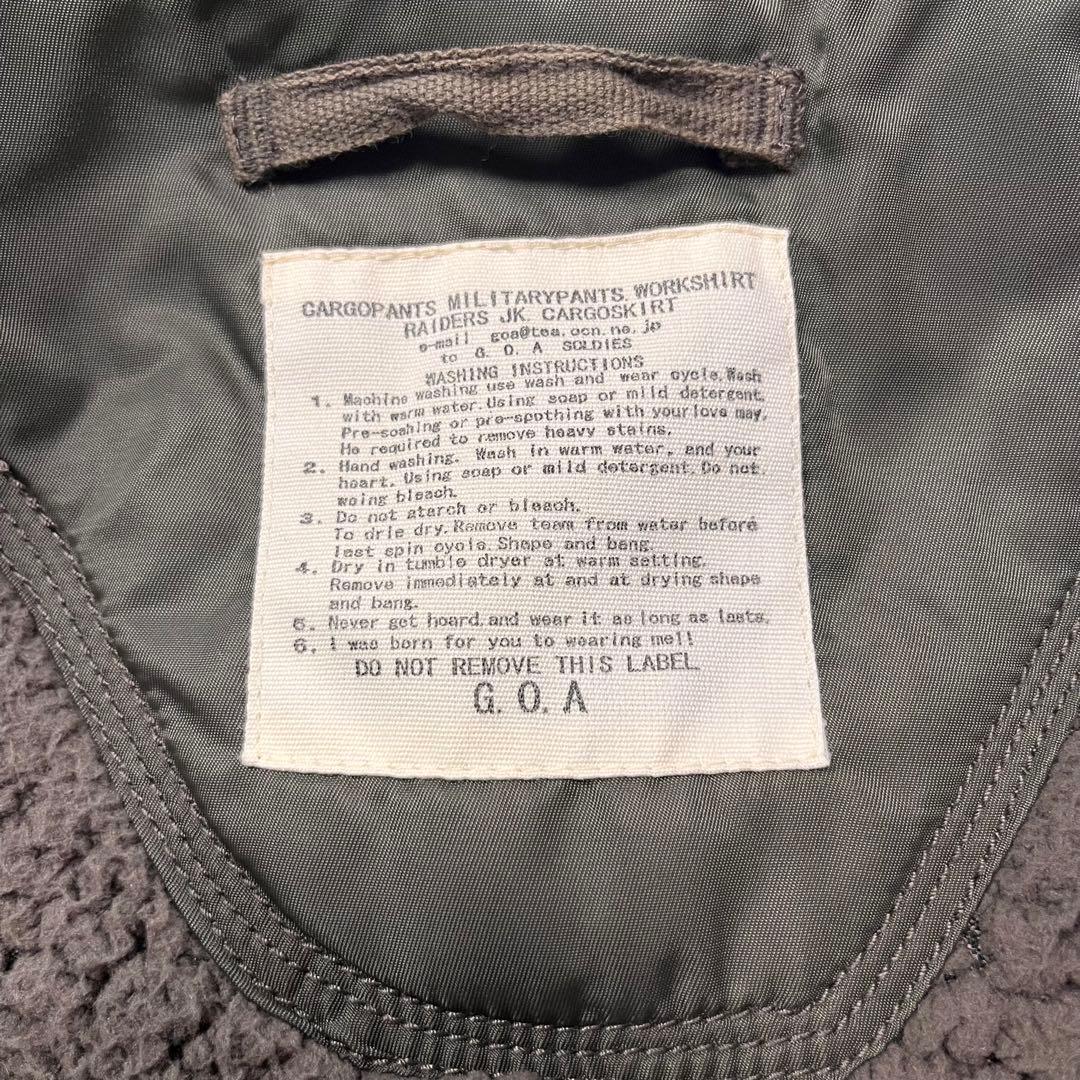 CARGOPANTS MILITARYPANTS WORKSHIRT
RAIDERS JK CARGOSKIRT
e-mail goa@tea.ocn.ne.jp
to G. O. A SOLDIES
WASHING INSTRUCTIONS
1. Machine washing use wash and wear cycle. Wash
with warm water. Using soap or mild detergent.
Pre-soahing or pre-spothing with your love may.
He required to remove heavy stains.
2. Hand washing. Wash in warm water, and your
heart. Using soap or mild detergent. Do not
weing bleach.
3. Do not atarch or bleach.
To drie dry. Remove team from water before
last spin cycle. Shape and bang.
4. Dry in tumble dryer at warm satting.
Remove immediately at and at drying shape
and bang.
5. Never get hoard. and wear it as long as lasts.
6. I was born for you to wearing me!!
DO NOT REMOVE THIS LABEL
G. O. A